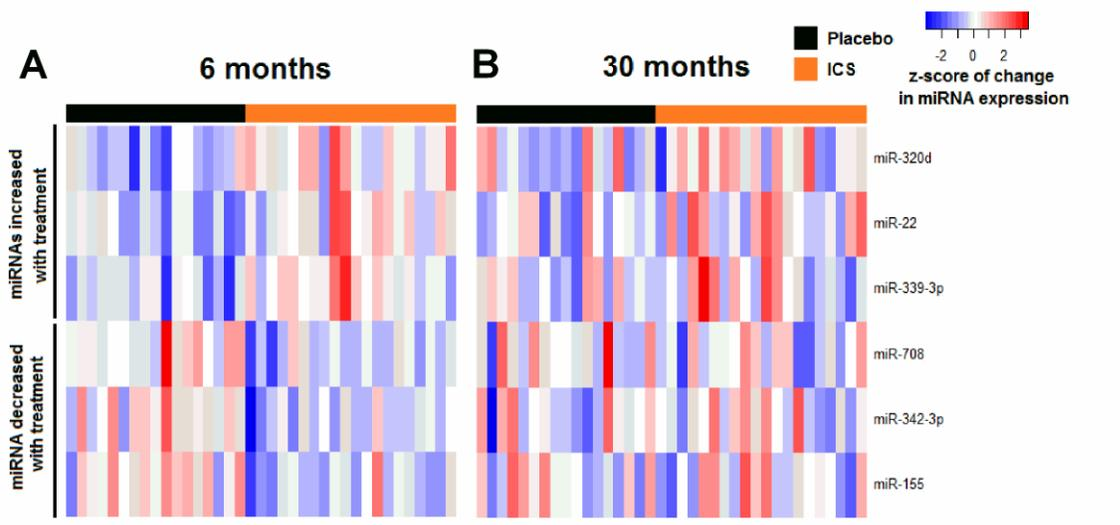 A
6 months
B
30 months
Placebo
ICS
-2 0 2
z-score of change
in miRNA expression
miRNAs increased
with treatment
miRNA decreased
with treatment
miR-320d
miR-22
miR-339-3p
miR-708
miR-342-3p
miR-155